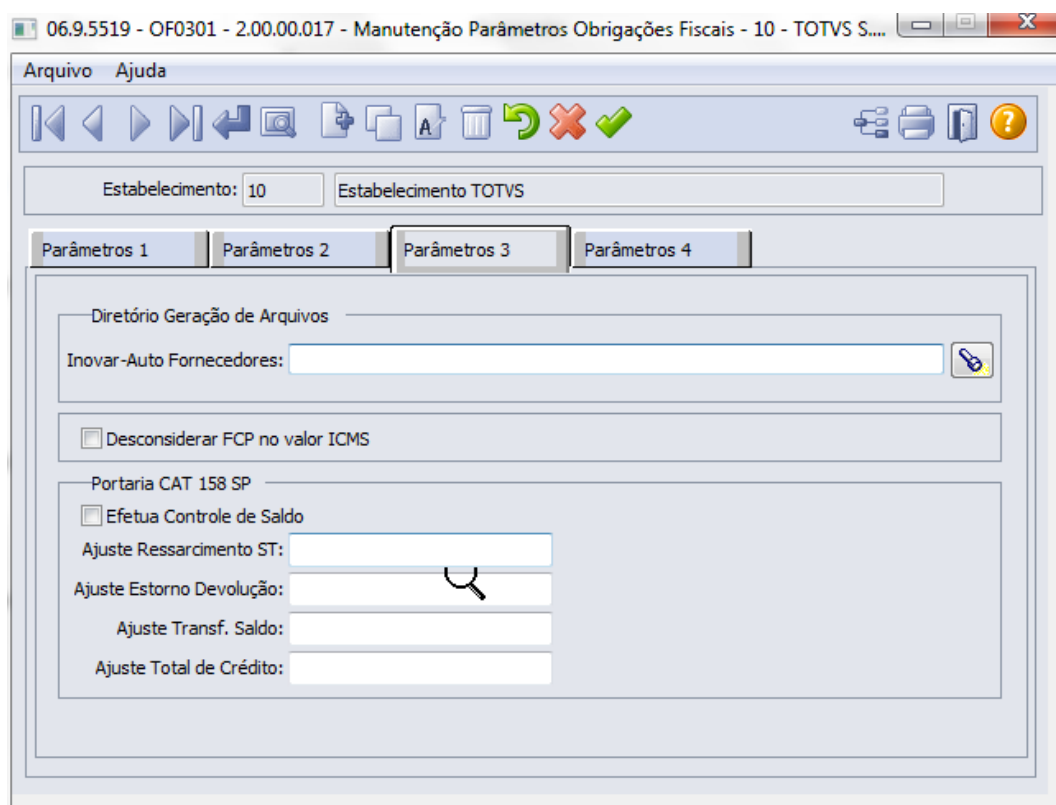 06.9.5519 - OF0301 - 2.00.00.017 - Manutenção Parâmetros Obrigações Fiscais - 10 - TOTVS S....
Arquivo Ajuda
A
?
Estabelecimento: 10 Estabelecimento TOTVS
Parâmetros 1 Parâmetros 2 Parâmetros 3 Parâmetros 4
Diretório Geração de Arquivos
Inovar-Auto Fornecedores:
Desconsiderar FCP no valor ICMS
Portaria CAT 158 SP
Efetua Controle de Saldo
Ajuste Ressarcimento ST:
Ajuste Estorno Devolução:
Ajuste Transf. Saldo:
Ajuste Total de Crédito: